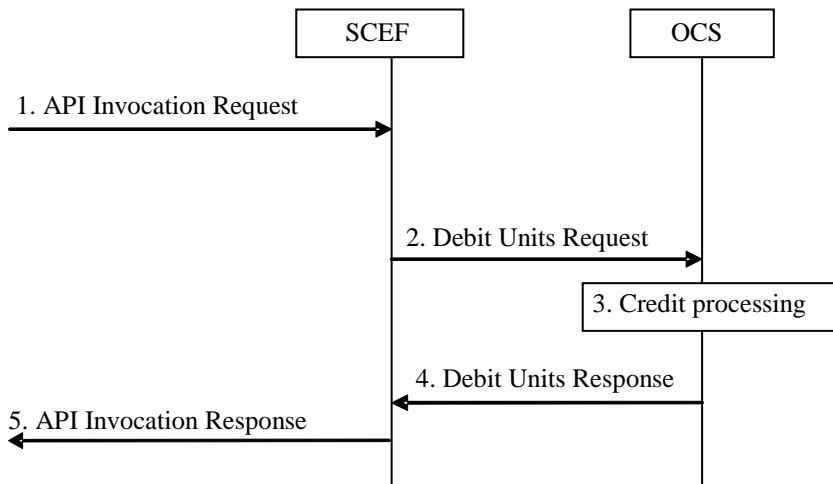 SCEF
OCS
1. API Invocation Request
2. Debit Units Request
3. Credit processing
4. Debit Units Response
5. API Invocation Response